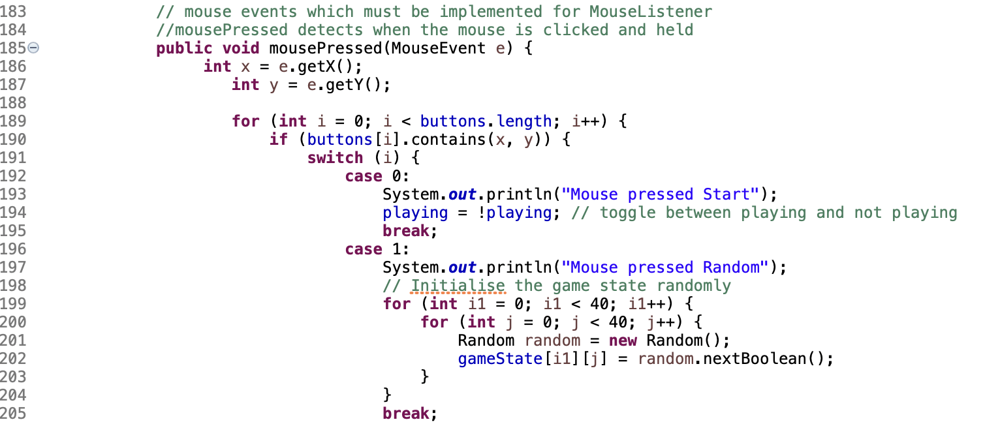 183 // mouse events which must be implemented for MouseListener
184 //mousePressed detects when the mouse is clicked and held
185 public void mousePressed(MouseEvent e) {
186 int x = e.getX();
187 int y = e.getY();
188
189 for (int i = 0; i < buttons.length; i++) {
190 if (buttons[i].contains(x, y)) {
191 switch (i) {
192 case 0:
193 System.out.println("Mouse pressed Start");
194 playing = !playing; // toggle between playing and not playing
195 break;
196 case 1:
197 System.out.println("Mouse pressed Random");
198 // Initialise the game state randomly
199 for (int i1 = 0; i1 < 40; i1++) {
200 for (int j = 0; j < 40; j++) {
201 Random random = new Random();
202 gameState[i1][j] = random.nextBoolean();
203 }
204 }
205 break;